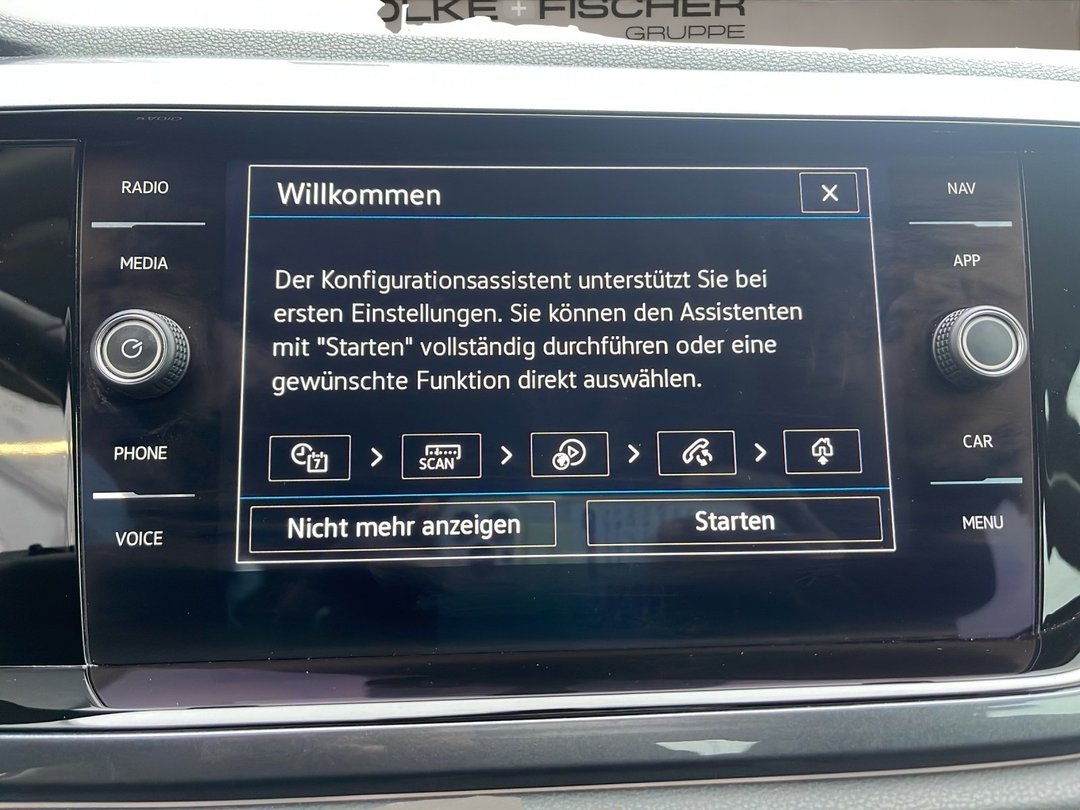 + FISCHER
GRUPPE
RADIO
MEDIA
PHONE
VOICE
Willkommen
Der Konfigurationsassistent unterstützt Sie bei
ersten Einstellungen. Sie können den Assistenten
mit "Starten" vollständig durchführen oder eine
gewünschte Funktion direkt auswählen.
7
SCAN
Nicht mehr anzeigen
Starten
NAV
APP
CAR
MENU